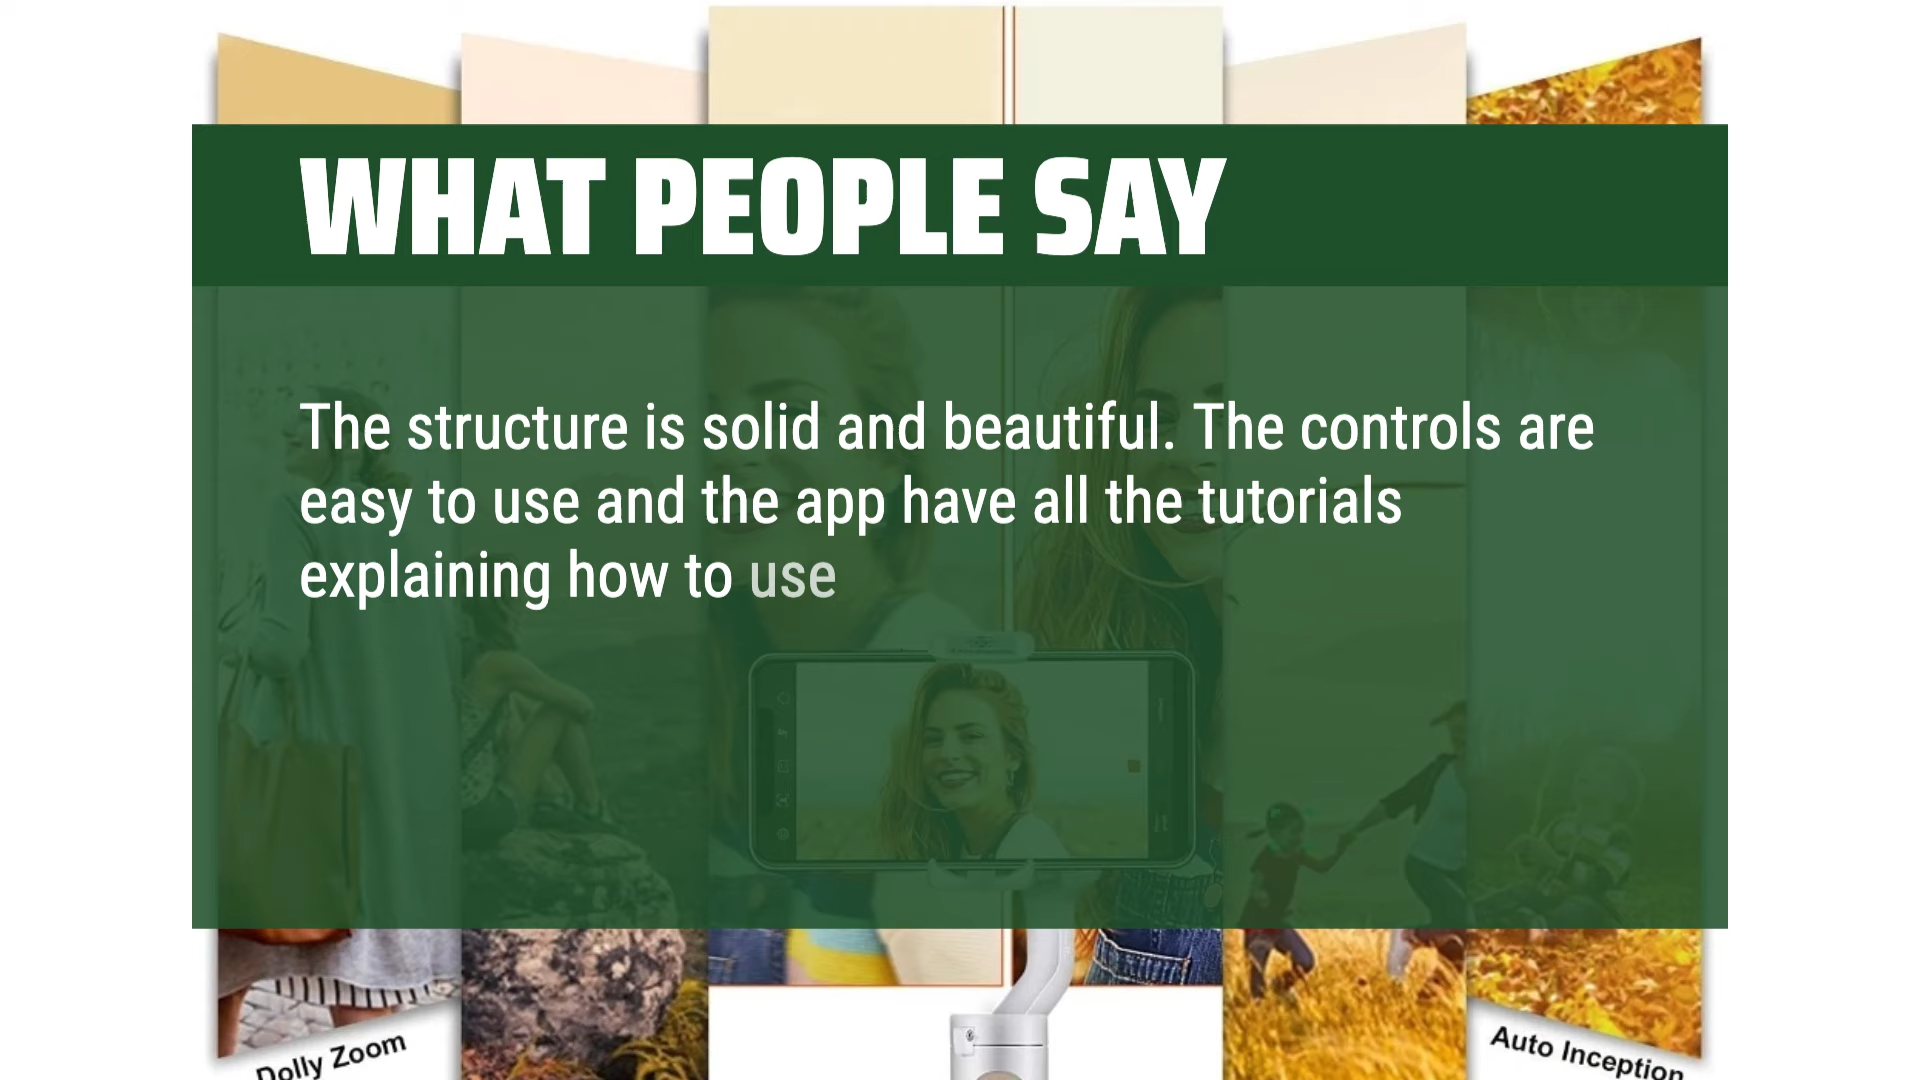 WHAT PEOPLE SAY
The structure is solid and beautiful. The controls are
easy to use and the app have all the tutorials
explaining how to use
Dolly Zoom
Auto Inception